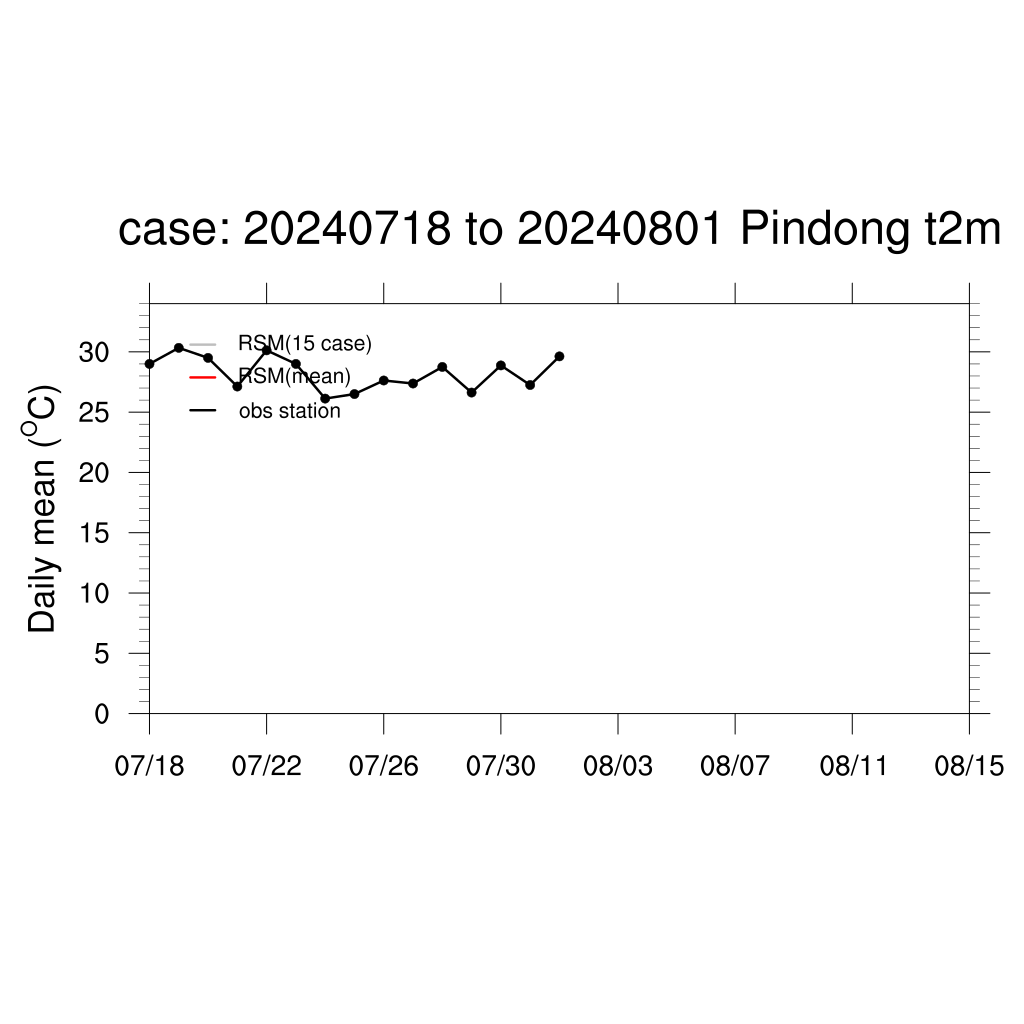 case: 20240718 to 20240801 Pindong t2m
Daily mean (°C)
RSM(15 case)
RSM(mean)
obs station
30
25
20
15
10
5
0
07/18 07/22 07/26 07/30 08/03 08/07 08/11 08/15